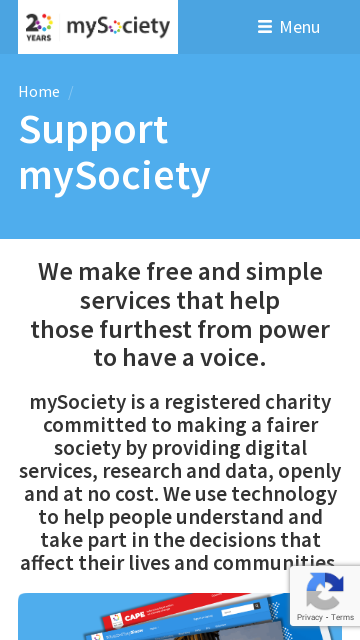 20 YEARS mySociety
Menu
Home /
Support
mySociety
We make free and simple
services that help
those furthest from power
to have a voice.
mySociety is a registered charity
committed to making a fairer
society by providing digital
services, research and data, openly
and at no cost. We use technology
to help people understand and
take part in the decisions that
affect their lives and communities.
CAPE
Privacy - Terms